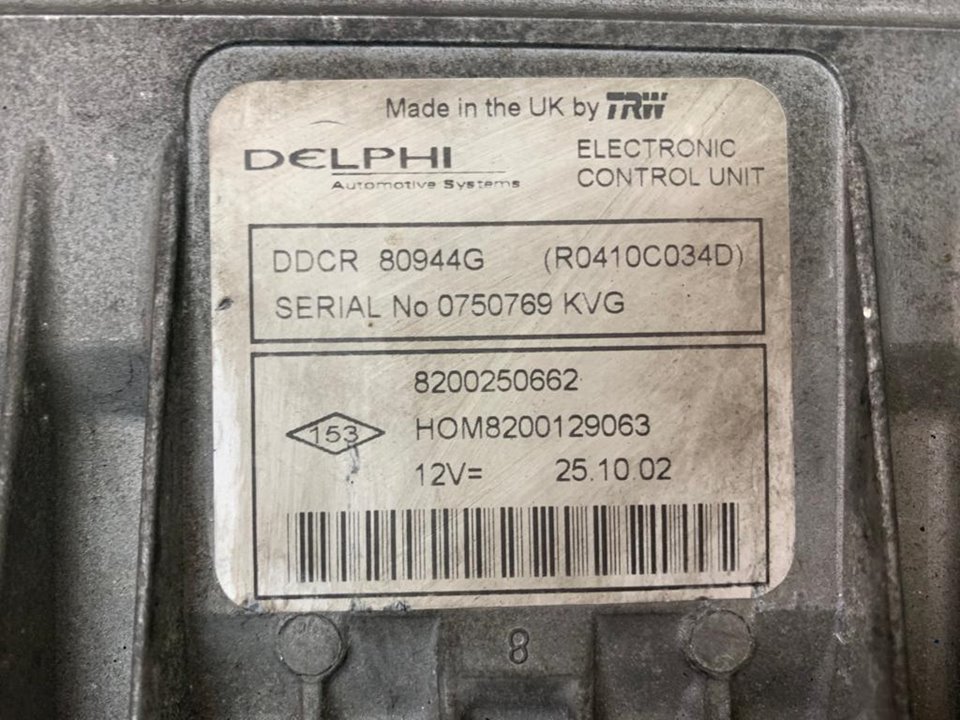 Made in the UK by TRW
DELPHI
Automotive Systems
ELECTRONIC
CONTROL UNIT
DDCR 80944G (R0410C034D)
SERIAL No 0750769 KVG
8200250662
153
HOM8200129063
12V= 25.10.02
8